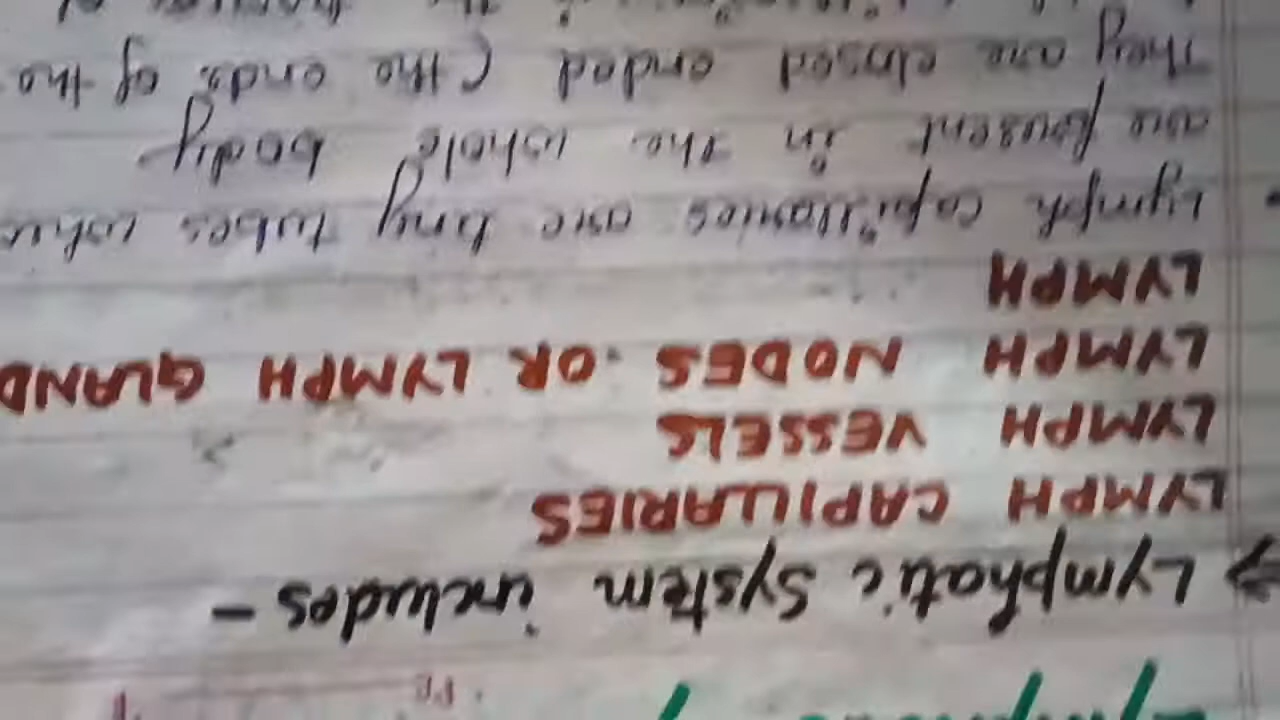 → Lymphatic System includes -
LYMPH CAPILLARIES
LYMPH VESSELS
LYMPH NODES OR LYMPH GLAND
LYMPH
• Lymph capillaries are tiny tubes whic
are present in the whole body
They are closed ended ( the ends of the